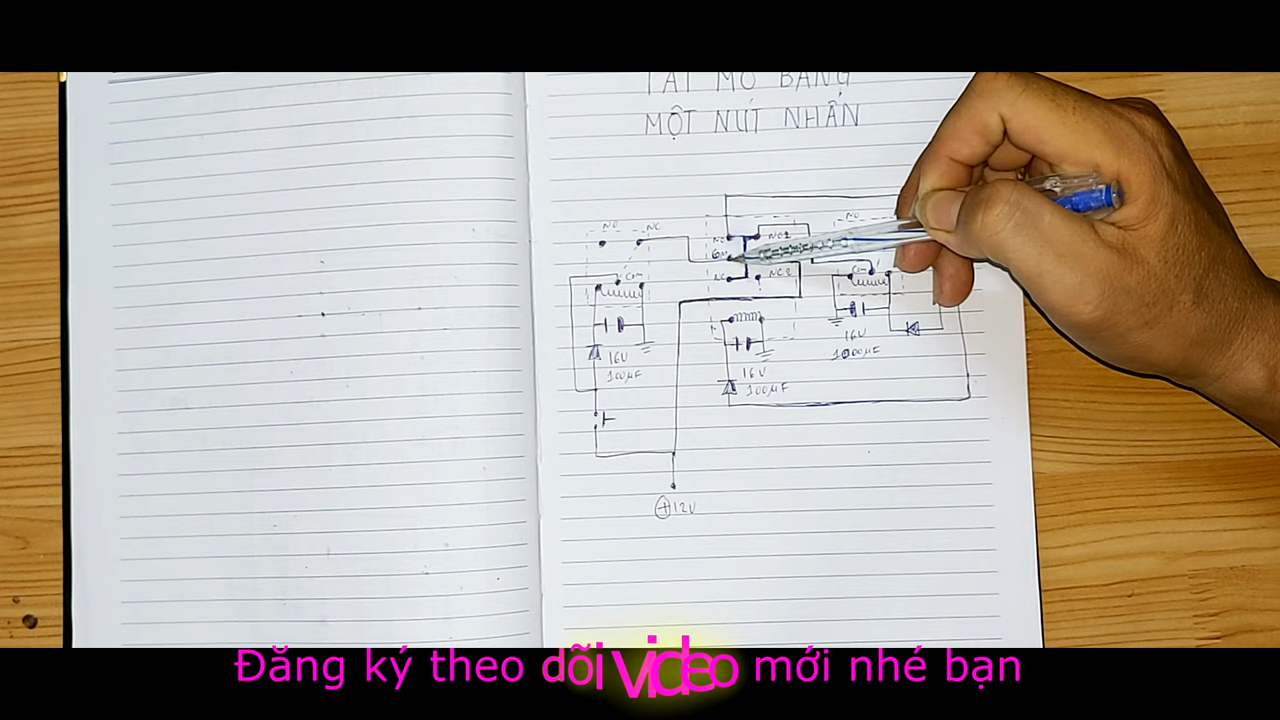 TẮT MỞ BẰNG
MỘT NÚT NHẤN
NO
NC
NO
NC1
NO
Com
NC
NC2
Com
Com
16V
100µF
16V
100µF
16V
1000µF
+12V
Đăng ký theo dõi video mới nhé bạn